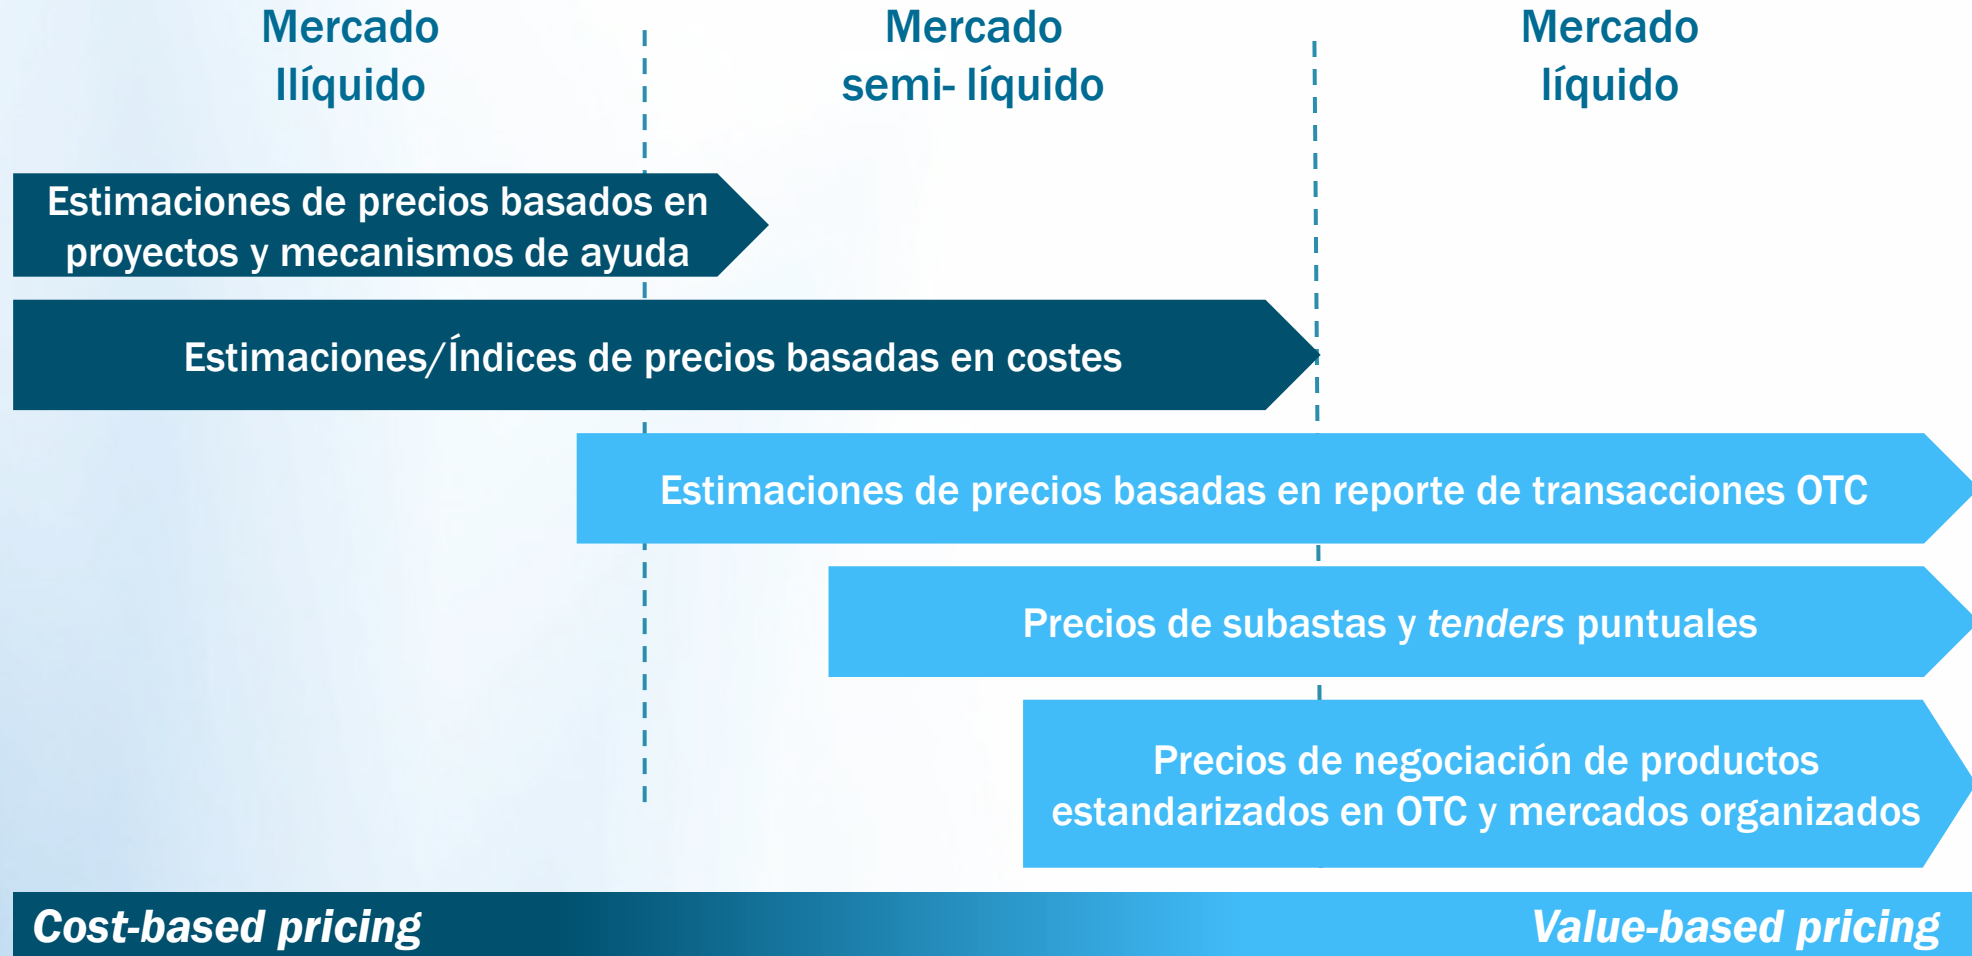 Mercado
Ilíquido
Mercado
semi- líquido
Mercado
líquido
Estimaciones de precios basados en
proyectos y mecanismos de ayuda
Estimaciones/Índices de precios basadas en costes
Estimaciones de precios basadas en reporte de transacciones OTC
Precios de subastas y tenders puntuales
Precios de negociación de productos
estandarizados en OTC y mercados organizados
Cost-based pricing
Value-based pricing